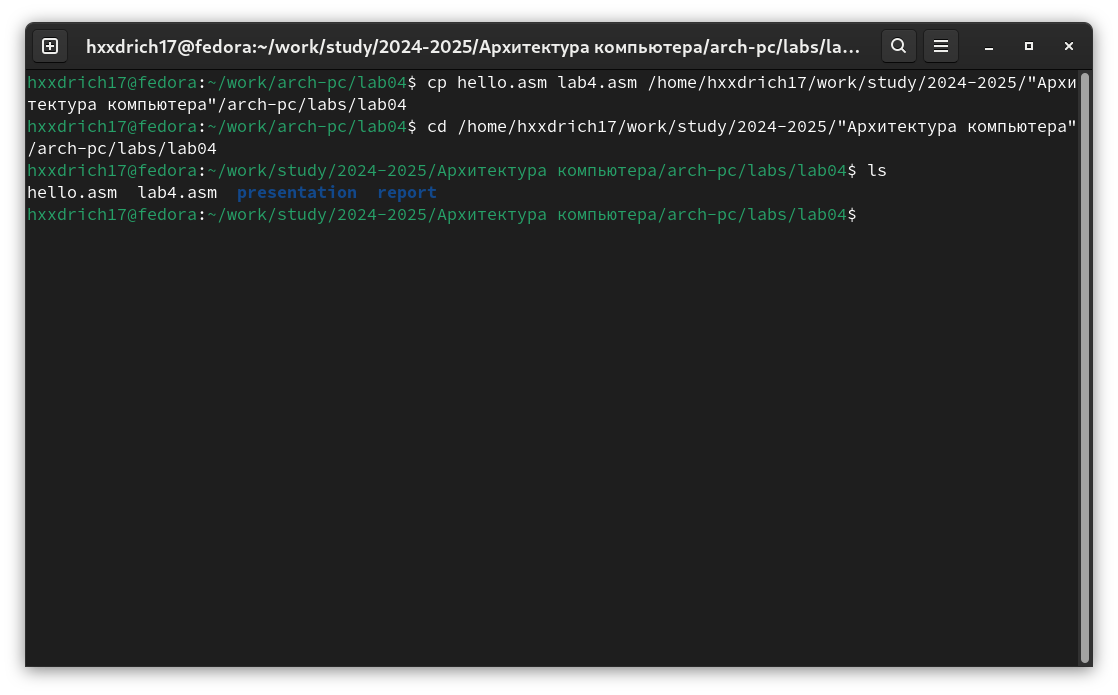 hxxdrich17@fedora:~/work/study/2024-2025/Архитектура компьютера/arch-pc/labs/la...
hxxdrich17@fedora:~/work/arch-pc/lab04$ cp hello.asm lab4.asm /home/hxxdrich17/work/study/2024-2025/"Архи
тектура компьютера"/arch-pc/labs/lab04
hxxdrich17@fedora:~/work/arch-pc/lab04$ cd /home/hxxdrich17/work/study/2024-2025/"Архитектура компьютера"
/arch-pc/labs/lab04
hxxdrich17@fedora:~/work/study/2024-2025/Архитектура компьютера/arch-pc/labs/lab04$ ls
hello.asm  lab4.asm  presentation  report
hxxdrich17@fedora:~/work/study/2024-2025/Архитектура компьютера/arch-pc/labs/lab04$